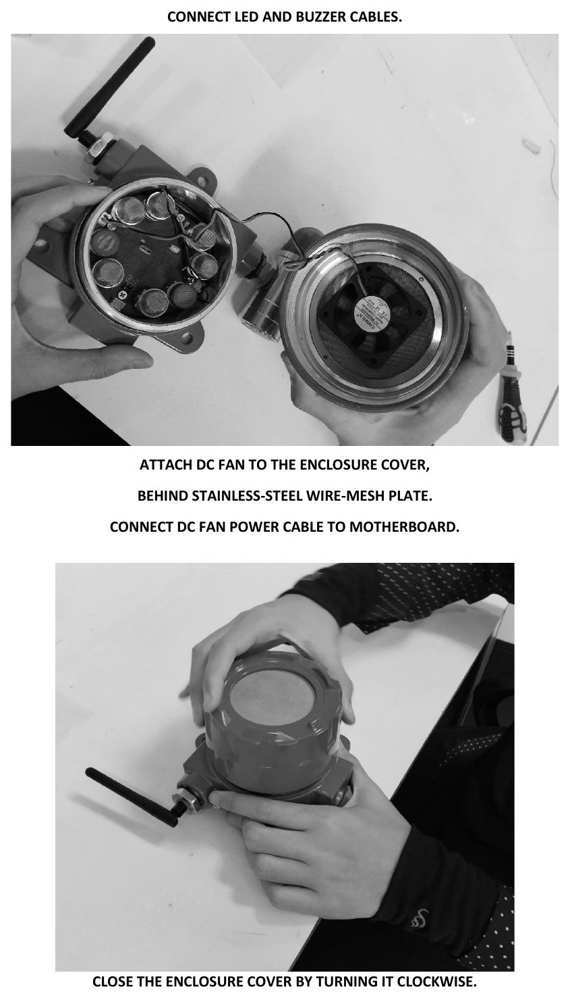 CONNECT LED AND BUZZER CABLES.
ATTACH DC FAN TO THE ENCLOSURE COVER,
BEHIND STAINLESS-STEEL WIRE-MESH PLATE.
CONNECT DC FAN POWER CABLE TO MOTHERBOARD.
CLOSE THE ENCLOSURE COVER BY TURNING IT CLOCKWISE.